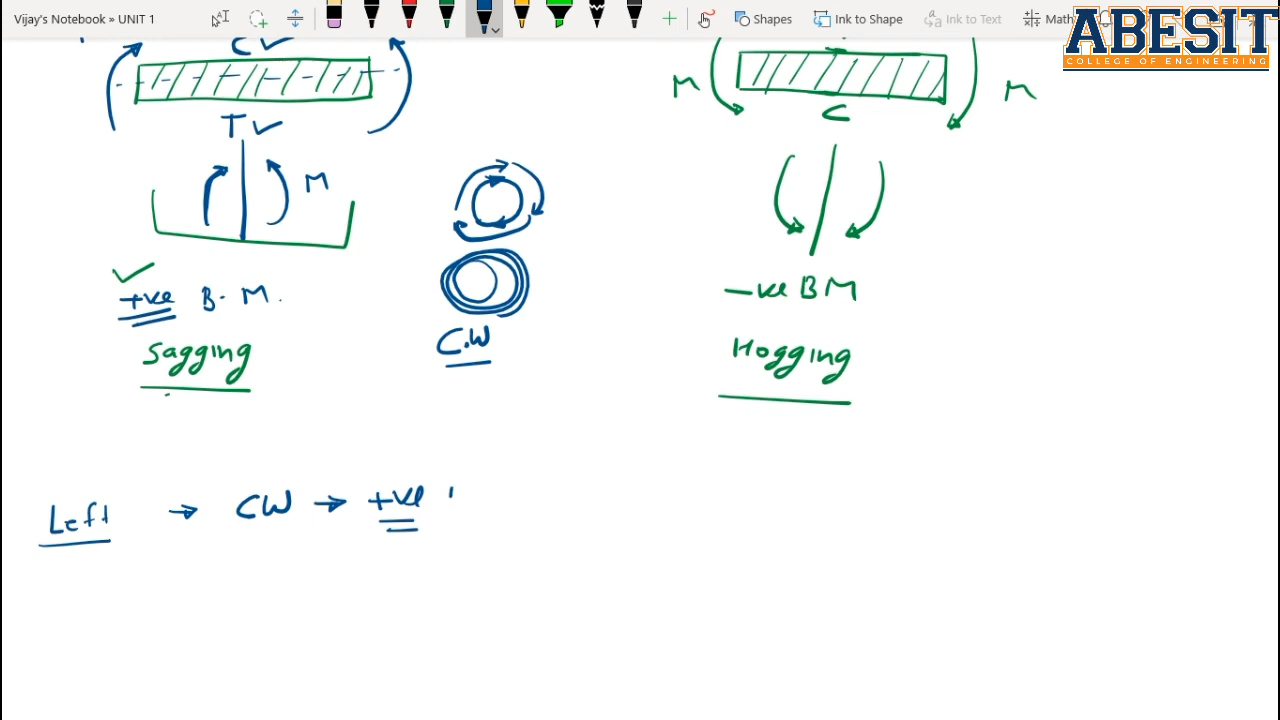 Vijay's Notebook » UNIT 1
Shapes
Ink to Shape
Ink to Text
Math
ABESIT
COLLEGE OF ENGINEERING
C
M
M
T
C
M
+ve B.M.
C.W
-ve BM
Sagging
Hogging
Left → CW → +ve